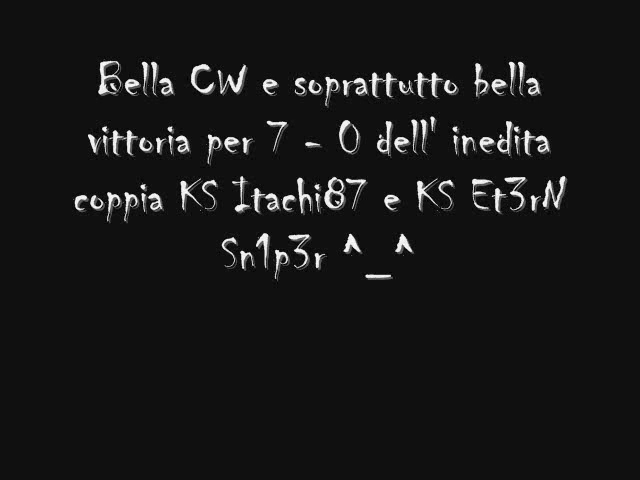 Bella CW e soprattutto bella
vittoria per 7 - 0 dell' inedita
coppia KS Itachi87 e KS Et3rN
Sn1p3r ^_^